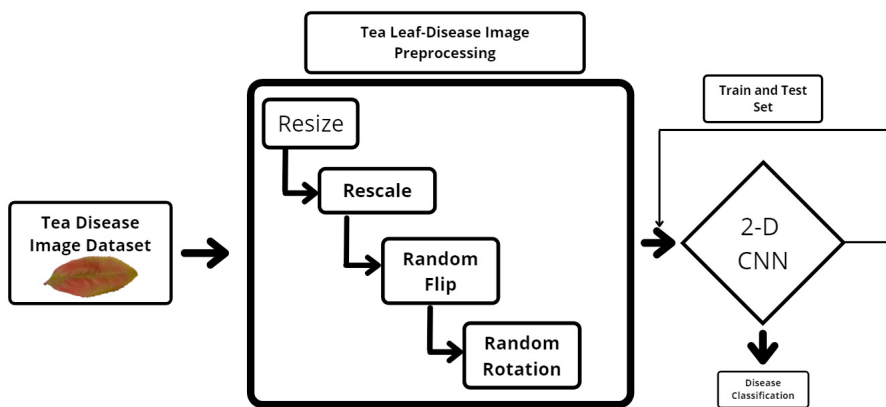 Tea Leaf-Disease Image
Preprocessing
Tea Disease
Image Dataset
Resize
Rescale
Random
Flip
Random
Rotation
Train and Test
Set
2-D
CNN
Disease
Classification